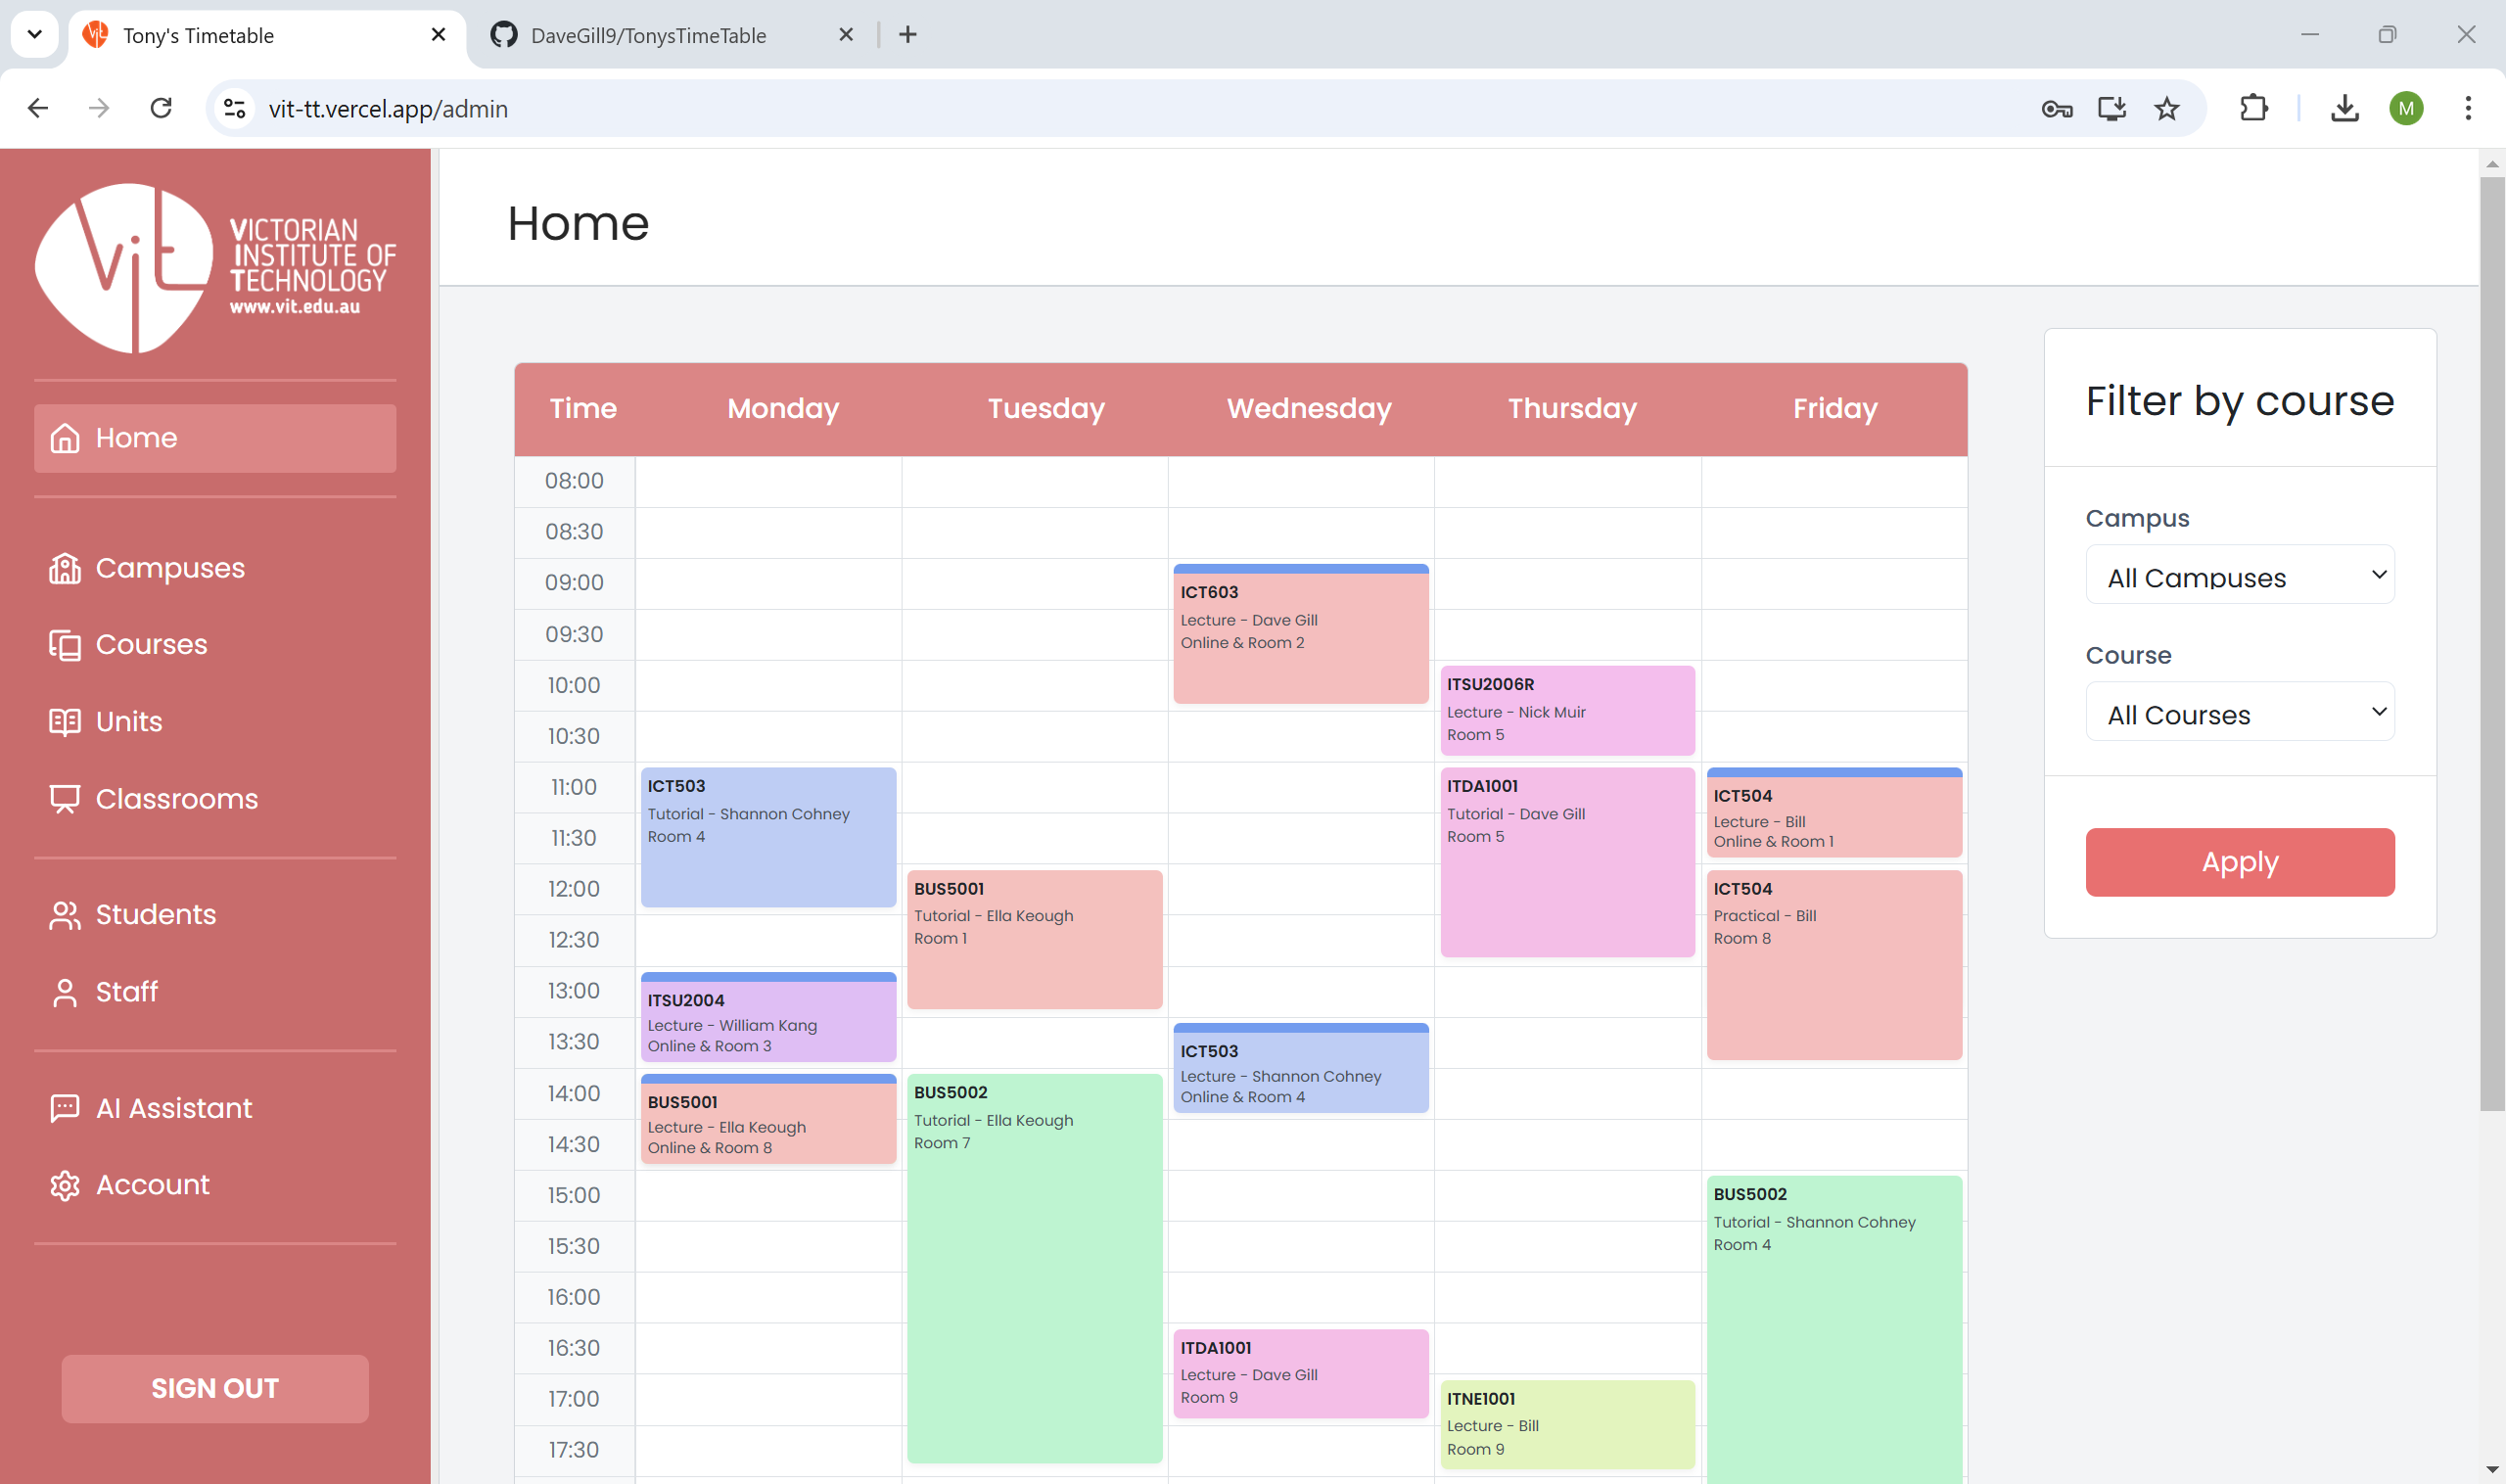 Tony's Timetable
DaveGill9/TonysTimeTable
vit-tt.vercel.app/admin
M
Vit
VICTORIAN
INSTITUTE OF
TECHNOLOGY
www.vit.edu.au
Home
Campuses
Courses
Units
Classrooms
Students
Staff
AI Assistant
Account
SIGN OUT
Home
Time Monday Tuesday Wednesday Thursday Friday
08:00
08:30
09:00
09:30
10:00
10:30
11:00
11:30
12:00
12:30
13:00
13:30
14:00
14:30
15:00
15:30
16:00
16:30
17:00
17:30
ICT503
Tutorial - Shannon Cohney
Room 4
ITSU2004
Lecture - William Kang
Online & Room 3
BUS5001
Lecture - Ella Keough
Online & Room 8
BUS5001
Tutorial - Ella Keough
Room 1
BUS5002
Tutorial - Ella Keough
Room 7
ICT603
Lecture - Dave Gill
Online & Room 2
ICT503
Lecture - Shannon Cohney
Online & Room 4
ITDA1001
Lecture - Dave Gill
Room 9
ITSU2006R
Lecture - Nick Muir
Room 5
ITDA1001
Tutorial - Dave Gill
Room 5
ITNE1001
Lecture - Bill
Room 9
ICT504
Lecture - Bill
Online & Room 1
ICT504
Practical - Bill
Room 8
BUS5002
Tutorial - Shannon Cohney
Room 4
Filter by course
Campus
All Campuses
Course
All Courses
Apply